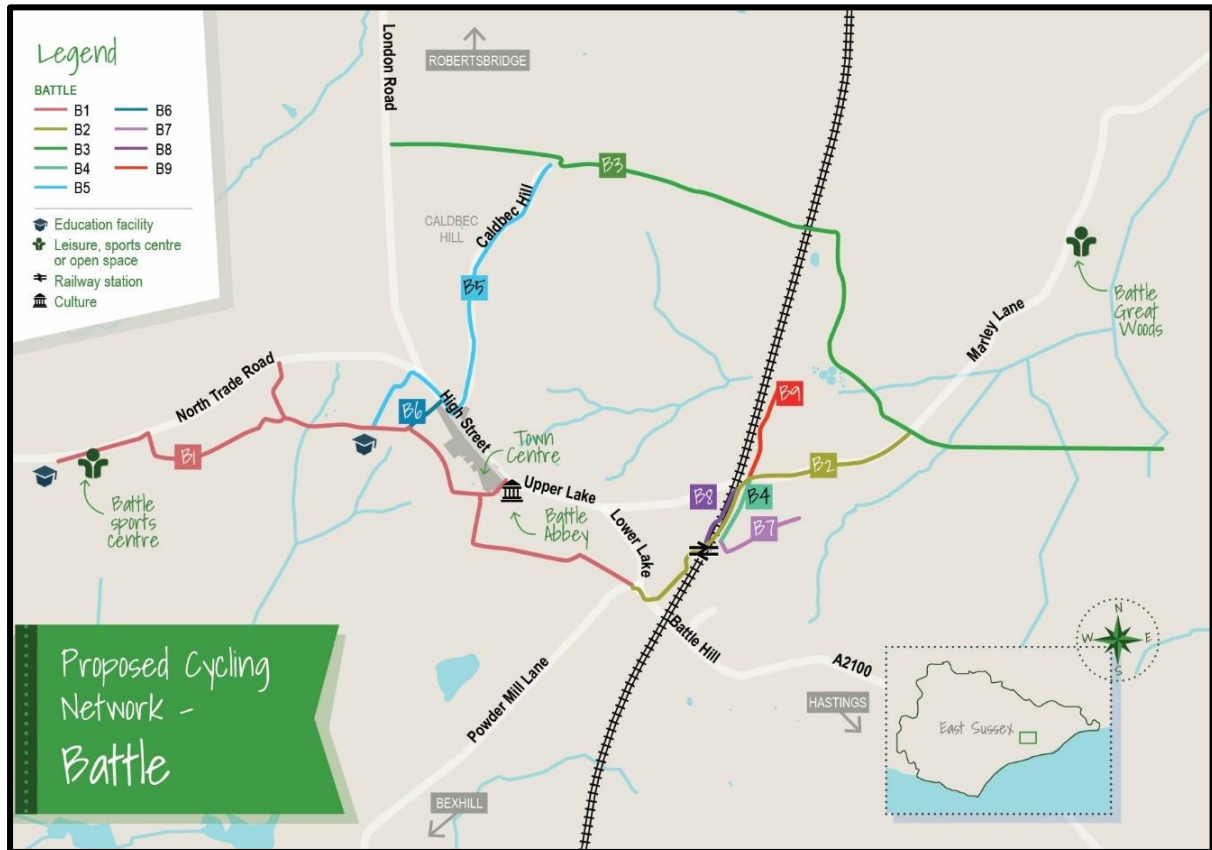 Legend
BATTLE
B1
B2
B3
B4
B5
B6
B7
B8
B9
Education facility
Leisure, sports centre
or open space
Railway station
Culture
London Road
ROBERTSBRIDGE
B3
CALDBEC
HILL
Caldbec Hill
B5
Battle
Great
Woods
Marley Lane
North Trade Road
B6
High Street
B9
B1
Town
Centre
B2
Upper Lake
B8
B4
Battle
sports
centre
Battle
Abbey
Lower Lake
B7
Battle Hill
A2100
Powder Mill Lane
HASTINGS
BEXHILL
Proposed Cycling
Network -
Battle
N
W
E
S
East Sussex